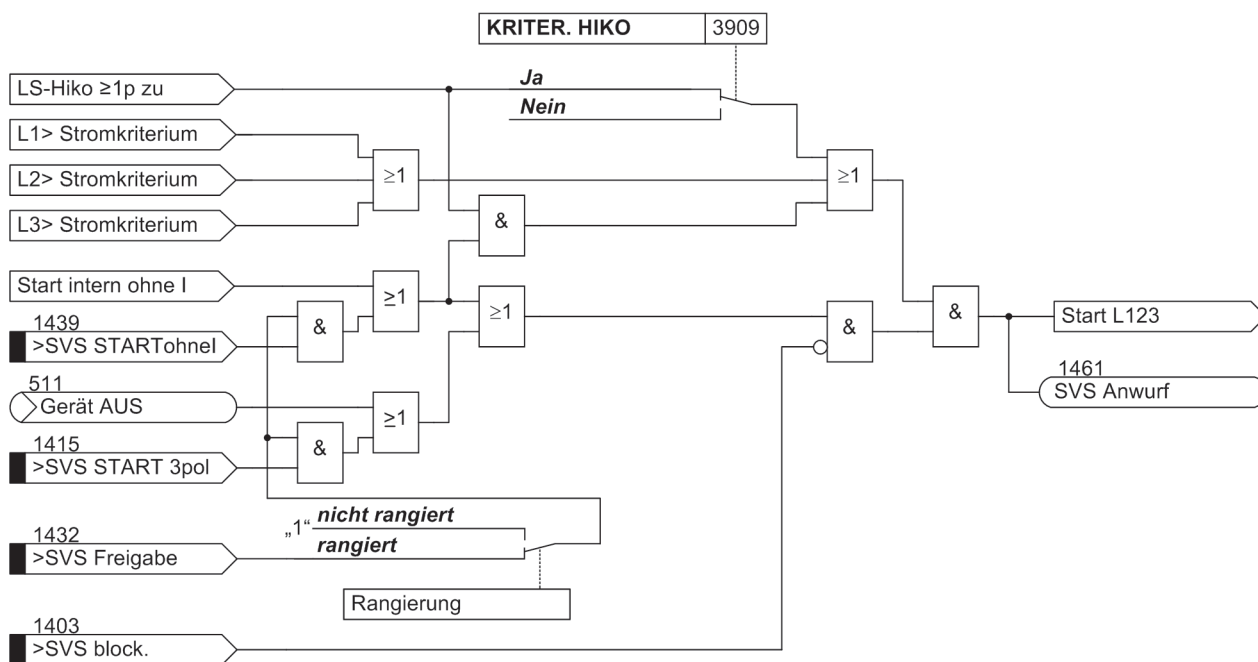 KRITER. HIKO 3909
LS-Hiko ≥1p zu
Ja
Nein
L1> Stromkriterium
L2> Stromkriterium
L3> Stromkriterium
≥1
≥1
&
Start intern ohne I
≥1
≥1
1439
>SVS STARTohneI
&
&
&
Start L123
511
Gerät AUS
≥1
1461
SVS Anwurf
1415
>SVS START 3pol
&
„1“ nicht rangiert
1432
>SVS Freigabe
rangiert
Rangierung
1403
>SVS block.